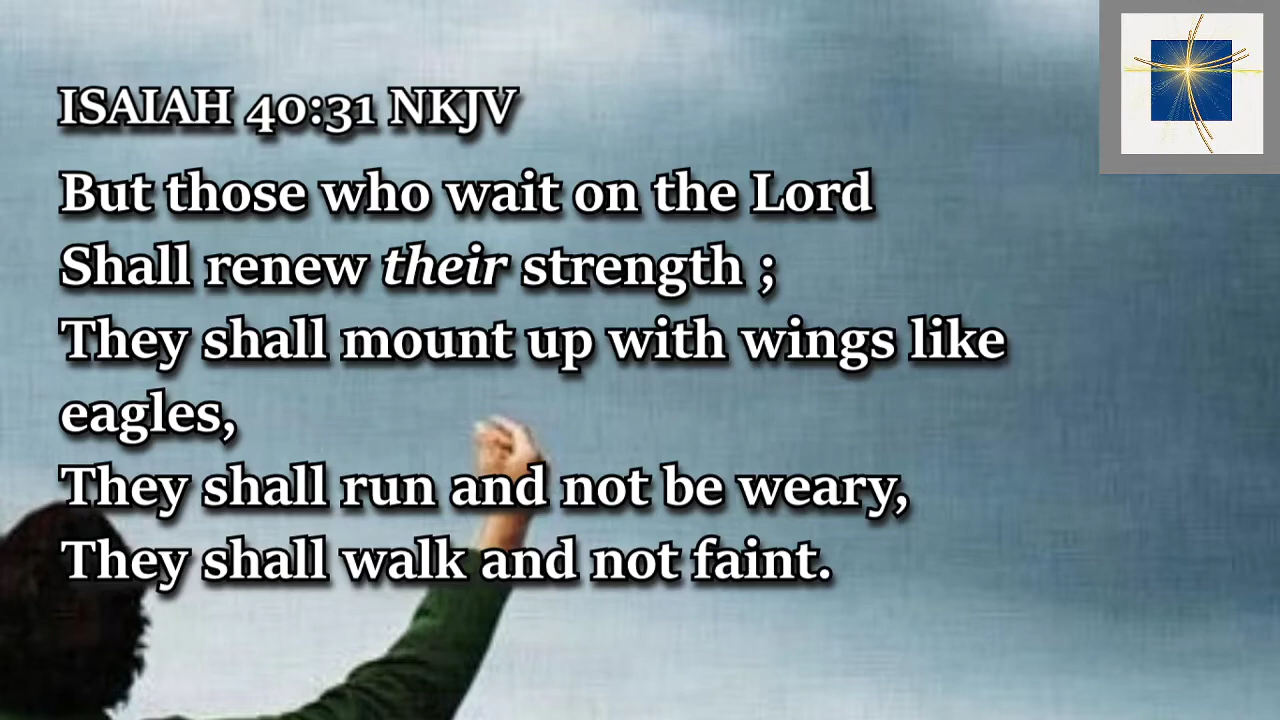 ISAIAH 40:31 NKJV
But those who wait on the Lord
Shall renew their strength ;
They shall mount up with wings like
eagles,
They shall run and not be weary,
They shall walk and not faint.